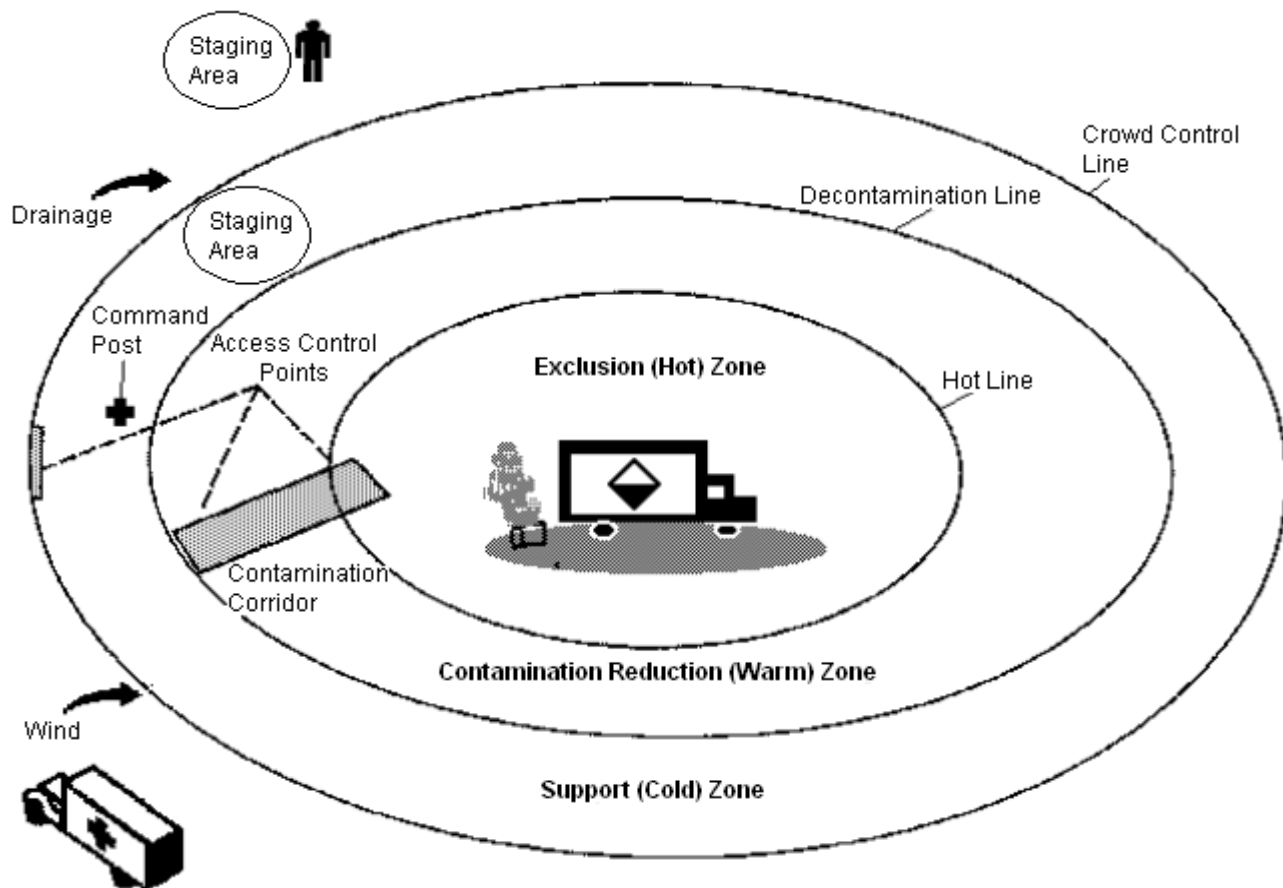 Staging
Area
Crowd Control
Line
Decontamination Line
Drainage
Staging
Area
Command
Post
Access Control
Points
Exclusion (Hot) Zone
Hot Line
Contamination
Corridor
Contamination Reduction (Warm) Zone
Wind
Support (Cold) Zone